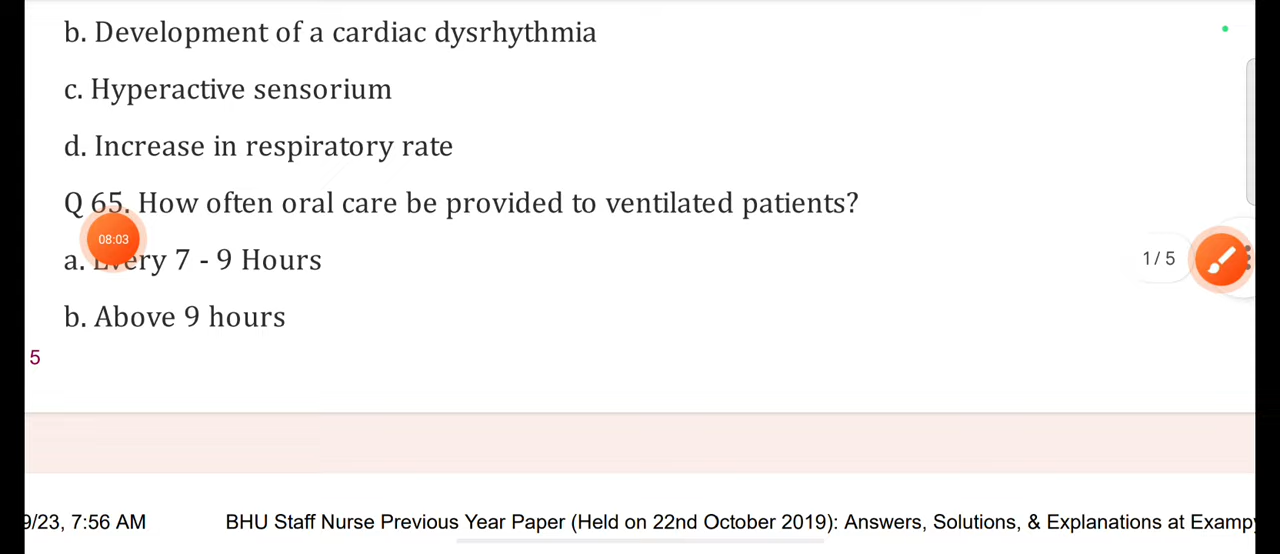 b. Development of a cardiac dysrhythmia
c. Hyperactive sensorium
d. Increase in respiratory rate
Q 65. How often oral care be provided to ventilated patients?
08:03
a. Every 7 - 9 Hours
1 / 5
b. Above 9 hours
5
9/23, 7:56 AM BHU Staff Nurse Previous Year Paper (Held on 22nd October 2019): Answers, Solutions, & Explanations at Examp